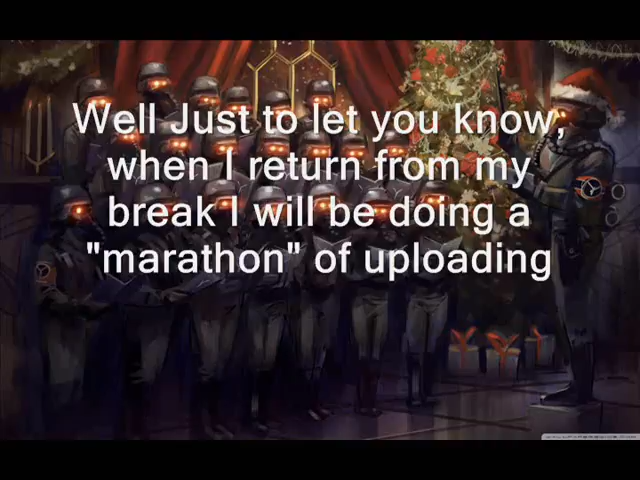 Well Just to let you know,
when I return from my
break I will be doing a
"marathon" of uploading